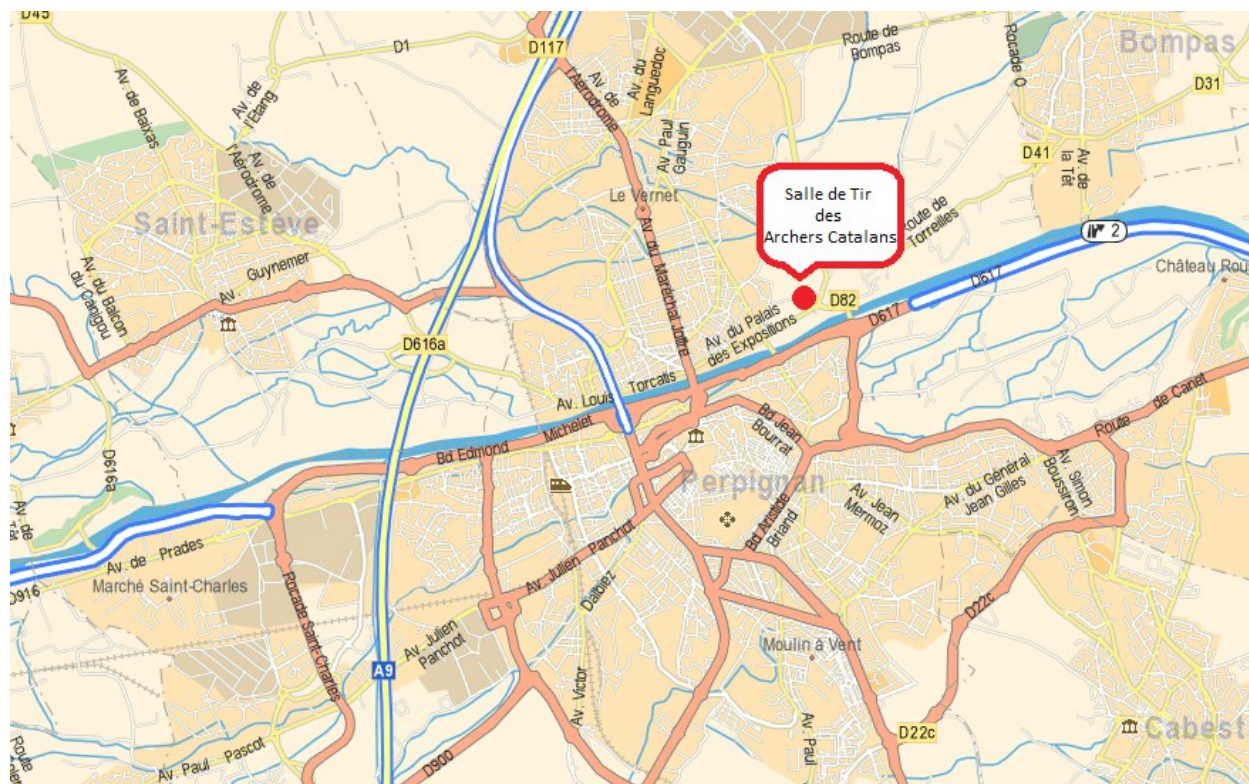 D45
D1
D117
Route de
Bompas
Bompas
Rocade O
D31
Av. de Baixas
Av. de
l'Etang
Av. de
l'Aérodrome
Av. de
l'Aérodrome
Av. du
Languedoc
Av. Paul
Gauguin
D41
Av. de
la Têt
Le Vernet
Salle de Tir
des
Archers Catalans
Route de
Torreilles
2
Saint-Estève
Av. Guynemer
Av. du Balcon
du Canigou
Av. du Maréchal Joffre
D617
Château Rou
D82
D617
Av. du Palais
des Expositions
D616a
Av. Louis Torcatis
Bd Edmond Michelet
Bd Jean
Bourrat
Route de Canet
D616a
Perpignan
Av. Jean
Mermoz
Av. du Général
Jean Gilles
Av. Simon
Boussiron
Bd Aristide
Briand
Av. de
Têt
Av. de Prades
D916
Marché Saint-Charles
Rocade Saint-Charles
Av. Julien Panchot
Av. Julien
Panchot
Av. Victor Dalbiez
D22c
Moulin à Vent
A9
D22c
Cabest
Av. Paul
Av. Paul Pascot
D900
Route